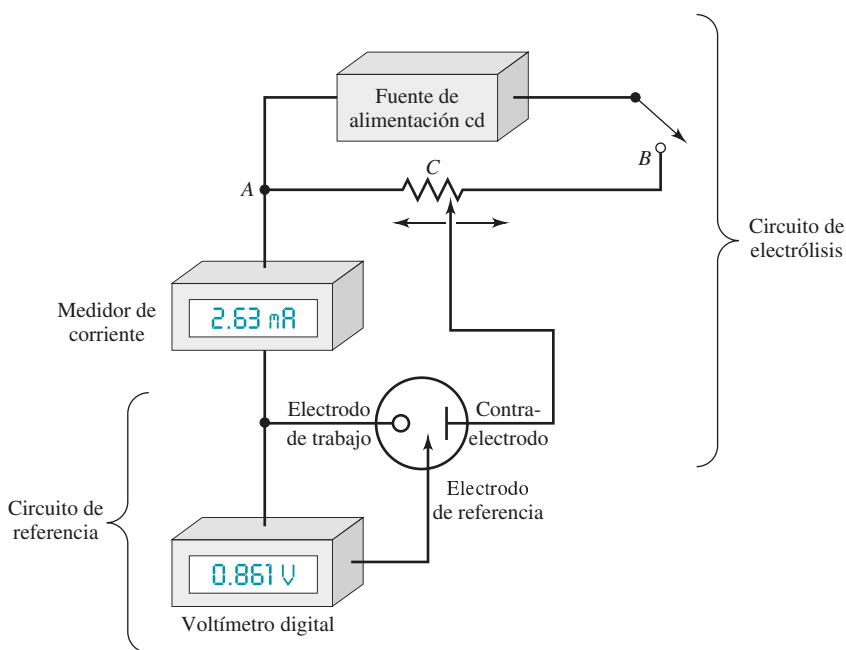 Fuente de
alimentación cd
B
C
A
Circuito de
electrólisis
Medidor de
corriente
2.63 mA
Electrodo
de trabajo
Contra-
electrodo
Electrodo
de referencia
Circuito de
referencia
0.861 V
Voltímetro digital